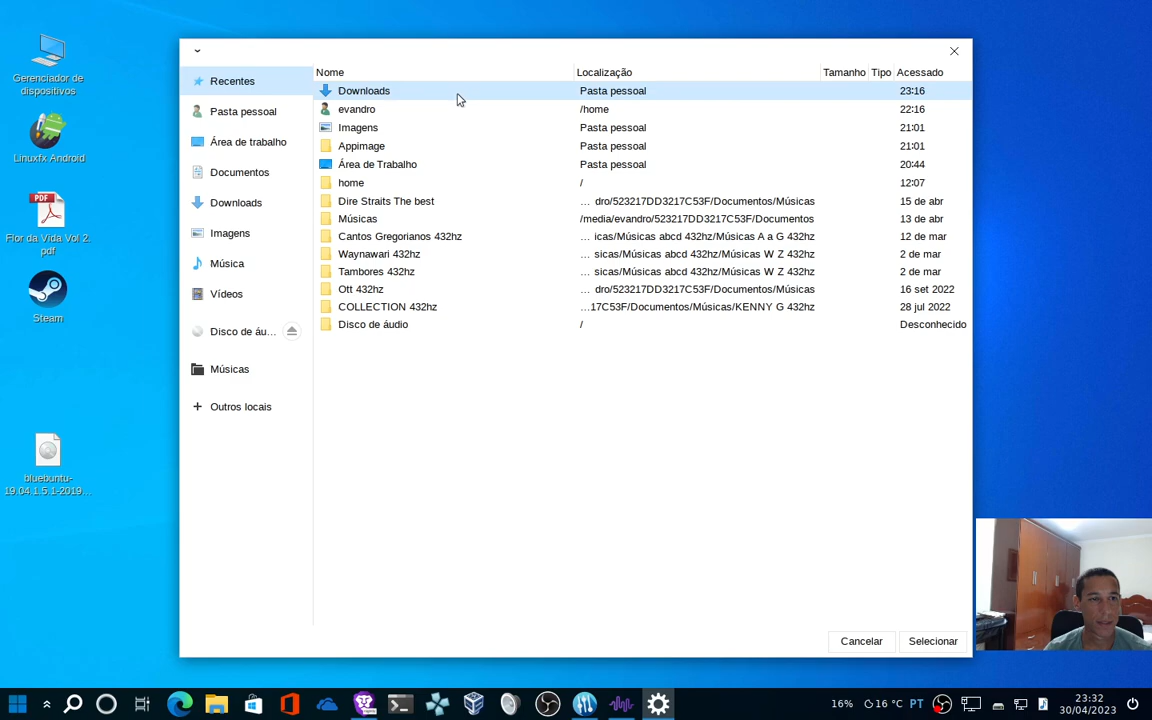 Gerenciador de
dispositivos
Linuxfx Android
PDF
Flor da Vida Vol 2.
pdf
Steam
bluebuntu-
19.04.1.5.1-2019...
Recentes
Pasta pessoal
Área de trabalho
Documentos
Downloads
Imagens
Música
Vídeos
Disco de áu...
Músicas
Outros locais
Nome Localização Tamanho Tipo Acessado
Downloads Pasta pessoal 23:16
evandro /home 22:16
Imagens Pasta pessoal 21:01
Appimage Pasta pessoal 21:01
Área de Trabalho Pasta pessoal 20:44
home / 12:07
Dire Straits The best ... dro/523217DD3217C53F/Documentos/Músicas 15 de abr
Músicas /media/evandro/523217DD3217C53F/Documentos 13 de abr
Cantos Gregorianos 432hz ... icas/Músicas abcd 432hz/Músicas A a G 432hz 12 de mar
Waynawari 432hz ... sicas/Músicas abcd 432hz/Músicas W Z 432hz 2 de mar
Tambores 432hz ... sicas/Músicas abcd 432hz/Músicas W Z 432hz 2 de mar
Ott 432hz ... dro/523217DD3217C53F/Documentos/Músicas 16 set 2022
COLLECTION 432hz ...17C53F/Documentos/Músicas/KENNY G 432hz 28 jul 2022
Disco de áudio / Desconhecido
Cancelar Selecionar
16% 16 °C PT 23:32
30/04/2023